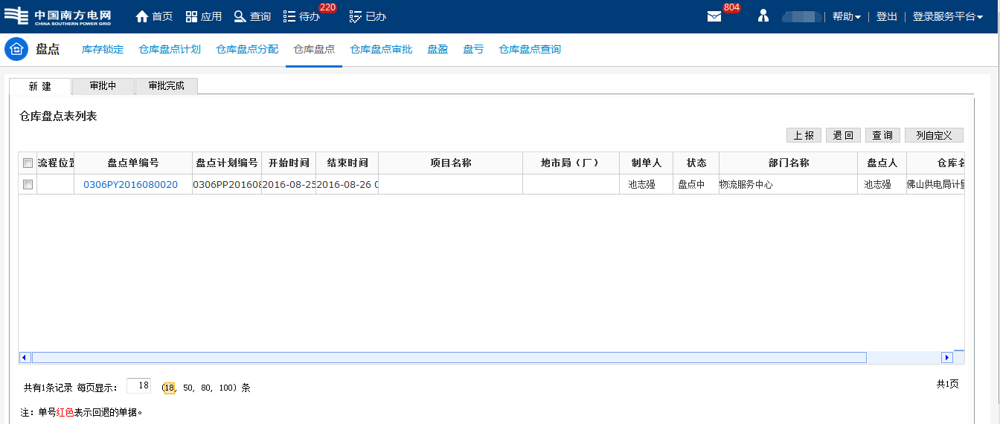 中国南方电网 首页 应用 查询 待办 220 已办 804 帮助 登出 登录服务平台
CHINA SOUTHERN POWER GRID
盘点 库存锁定 仓库盘点计划 仓库盘点分配 仓库盘点 仓库盘点审批 盘盈 盘亏 仓库盘点查询
新 建 审批中 审批完成
仓库盘点表列表
上 报 退 回 查 询 列自定义
流程位置 盘点单编号 盘点计划编号 开始时间 结束时间 项目名称 地市局（厂） 制单人 状态 部门名称 盘点人 仓库名
0306PY2016080020 0306PP20160 2016-08-25 2016-08-26 0 池志强 盘点中 物流服务中心 池志强 佛山供电局计量
共有1条记录 每页显示： 18 （18, 50, 80, 100）条 共1页
注：单号红色表示回退的单据。